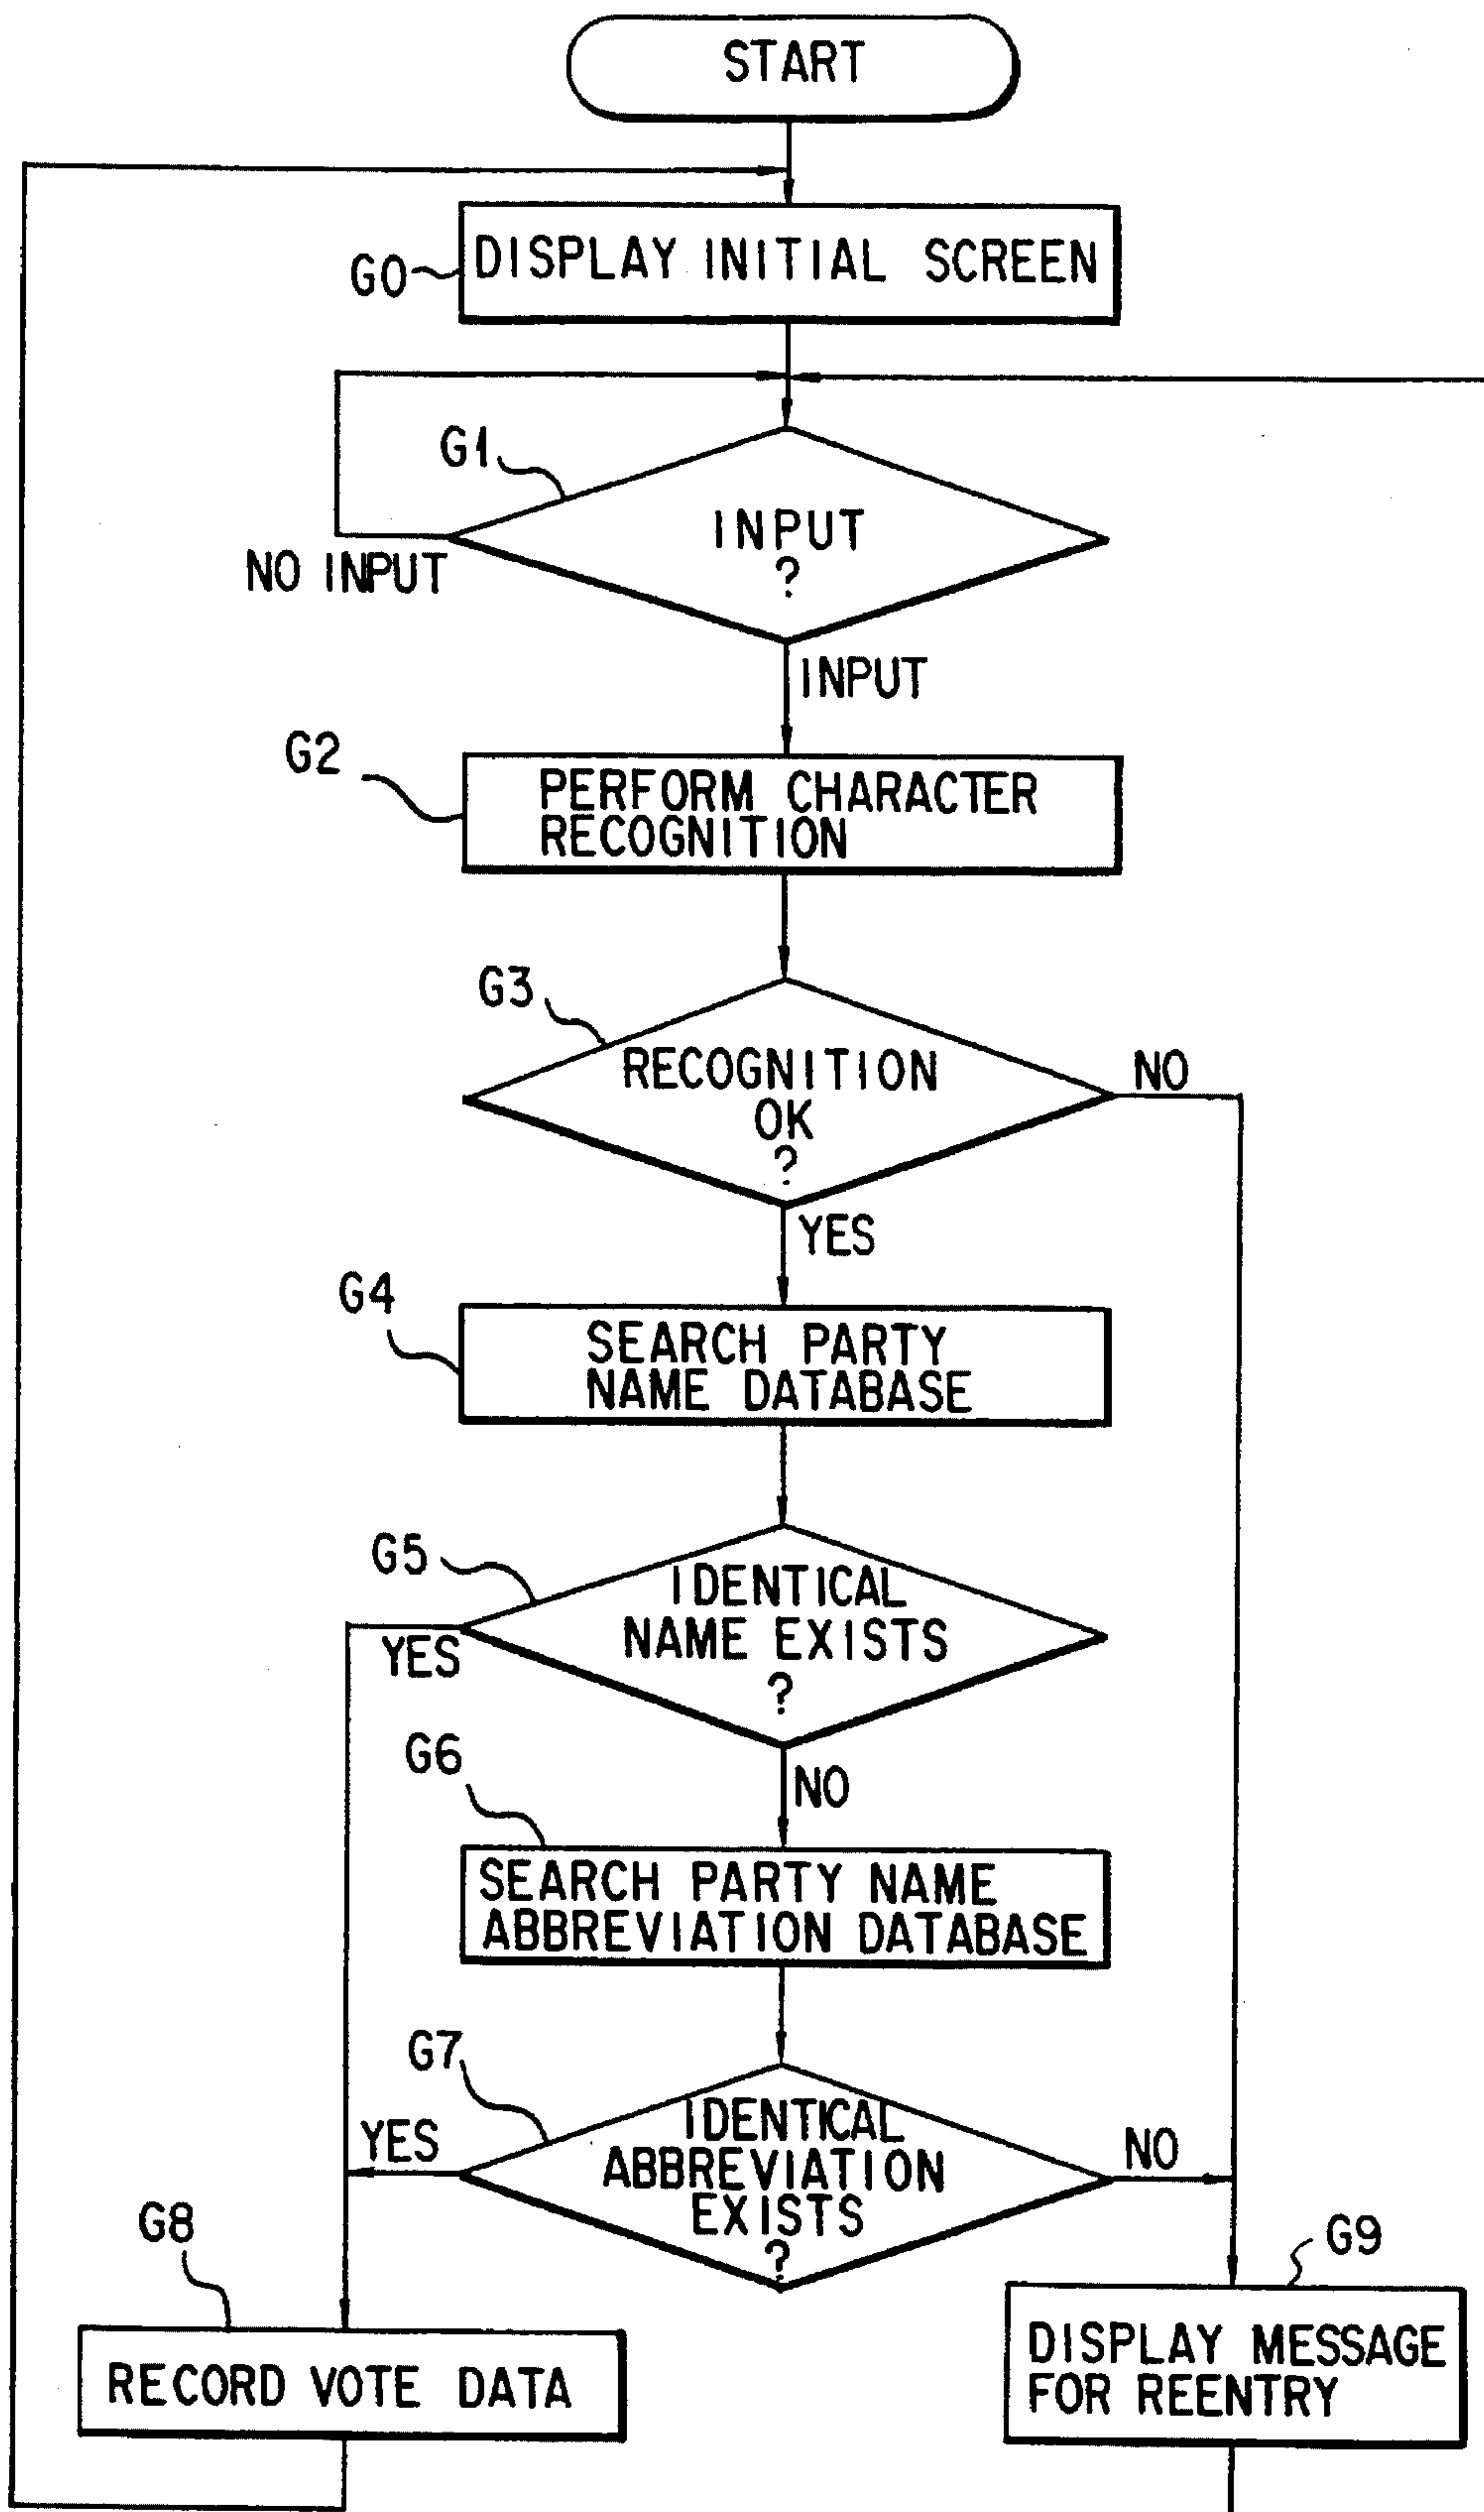 START
G0
DISPLAY INITIAL SCREEN
G1
INPUT
?
NO INPUT
INPUT
G2
PERFORM CHARACTER
RECOGNITION
G3
RECOGNITION
OK
?
NO
YES
G4
SEARCH PARTY
NAME DATABASE
G5
IDENTICAL
NAME EXISTS
?
YES
NO
G6
SEARCH PARTY NAME
ABBREVIATION DATABASE
G7
IDENTICAL
ABBREVIATION
EXISTS
?
YES
NO
G8
RECORD VOTE DATA
G9
DISPLAY MESSAGE
FOR REENTRY